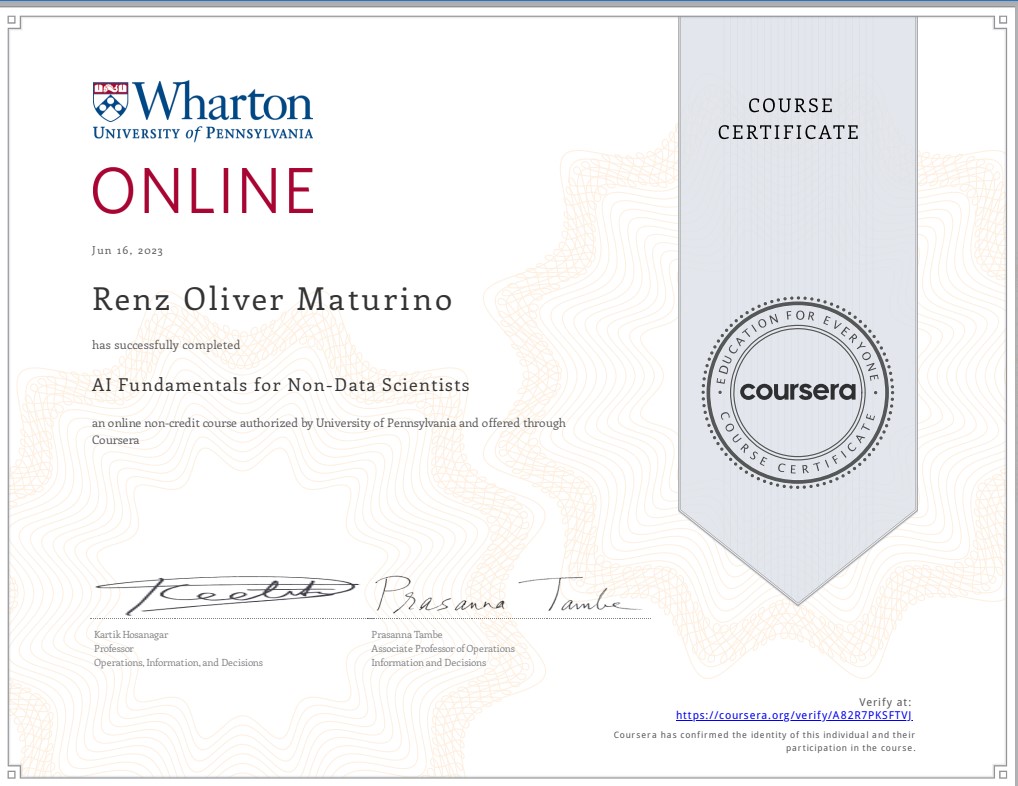 Wharton
UNIVERSITY of PENNSYLVANIA
ONLINE
Jun 16, 2023
Renz Oliver Maturino
has successfully completed
AI Fundamentals for Non-Data Scientists
an online non-credit course authorized by University of Pennsylvania and offered through
Coursera
COURSE
CERTIFICATE
EDUCATION FOR EVERYONE
coursera
COURSE CERTIFICATE
Prasanna Tambe
Kartik Hosanagar
Professor
Operations, Information, and Decisions
Prasanna Tambe
Associate Professor of Operations
Information and Decisions
Verify at:
https://coursera.org/verify/A82R7PKSFTVJ
Coursera has confirmed the identity of this individual and their
participation in the course.